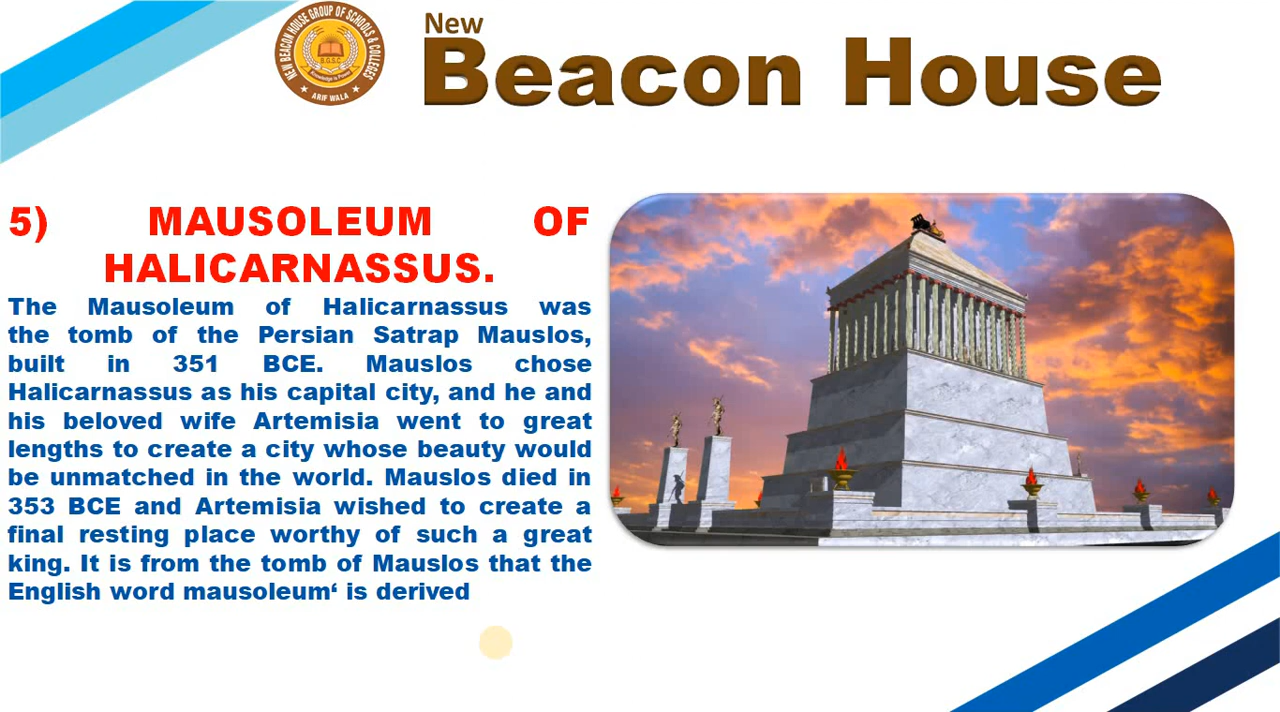 NEW BEACON HOUSE GROUP OF SCHOOLS & COLLEGES
B.G.S.C
Knowledge is Power
ARIF WALA
New
Beacon House
5) MAUSOLEUM OF
HALICARNASSUS.
The Mausoleum of Halicarnassus was
the tomb of the Persian Satrap Mauslos,
built in 351 BCE. Mauslos chose
Halicarnassus as his capital city, and he and
his beloved wife Artemisia went to great
lengths to create a city whose beauty would
be unmatched in the world. Mauslos died in
353 BCE and Artemisia wished to create a
final resting place worthy of such a great
king. It is from the tomb of Mauslos that the
English word mausoleum‘ is derived